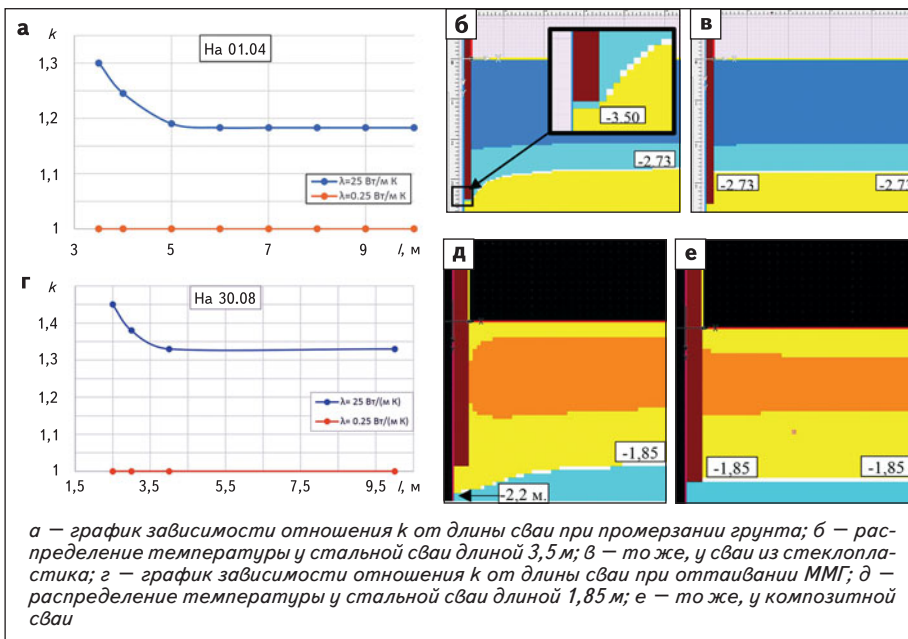 а
k
На 01.04
1,3
1,2
1,1
1
3
5
7
9
l, м
λ=25 Вт/м К
λ=0.25 Вт/м К
б
-3.50
-2.73
в
-2.73
-2.73
г
k
На 30.08
1,4
1,3
1,2
1,1
1
1,5
3,5
5,5
7,5
9,5
l, м
λ= 25 Вт/(м К)
λ= 0.25 Вт/(м К)
д
-1,85
-2,2 м.
е
-1,85
-1,85
а — график зависимости отношения k от длины сваи при промерзании грунта; б — рас-
пределение температуры у стальной сваи длиной 3,5 м; в — то же, у сваи из стеклопла-
стика; г — график зависимости отношения k от длины сваи при оттаивании ММГ; д —
распределение температуры у стальной сваи длиной 1,85 м; е — то же, у композитной
сваи